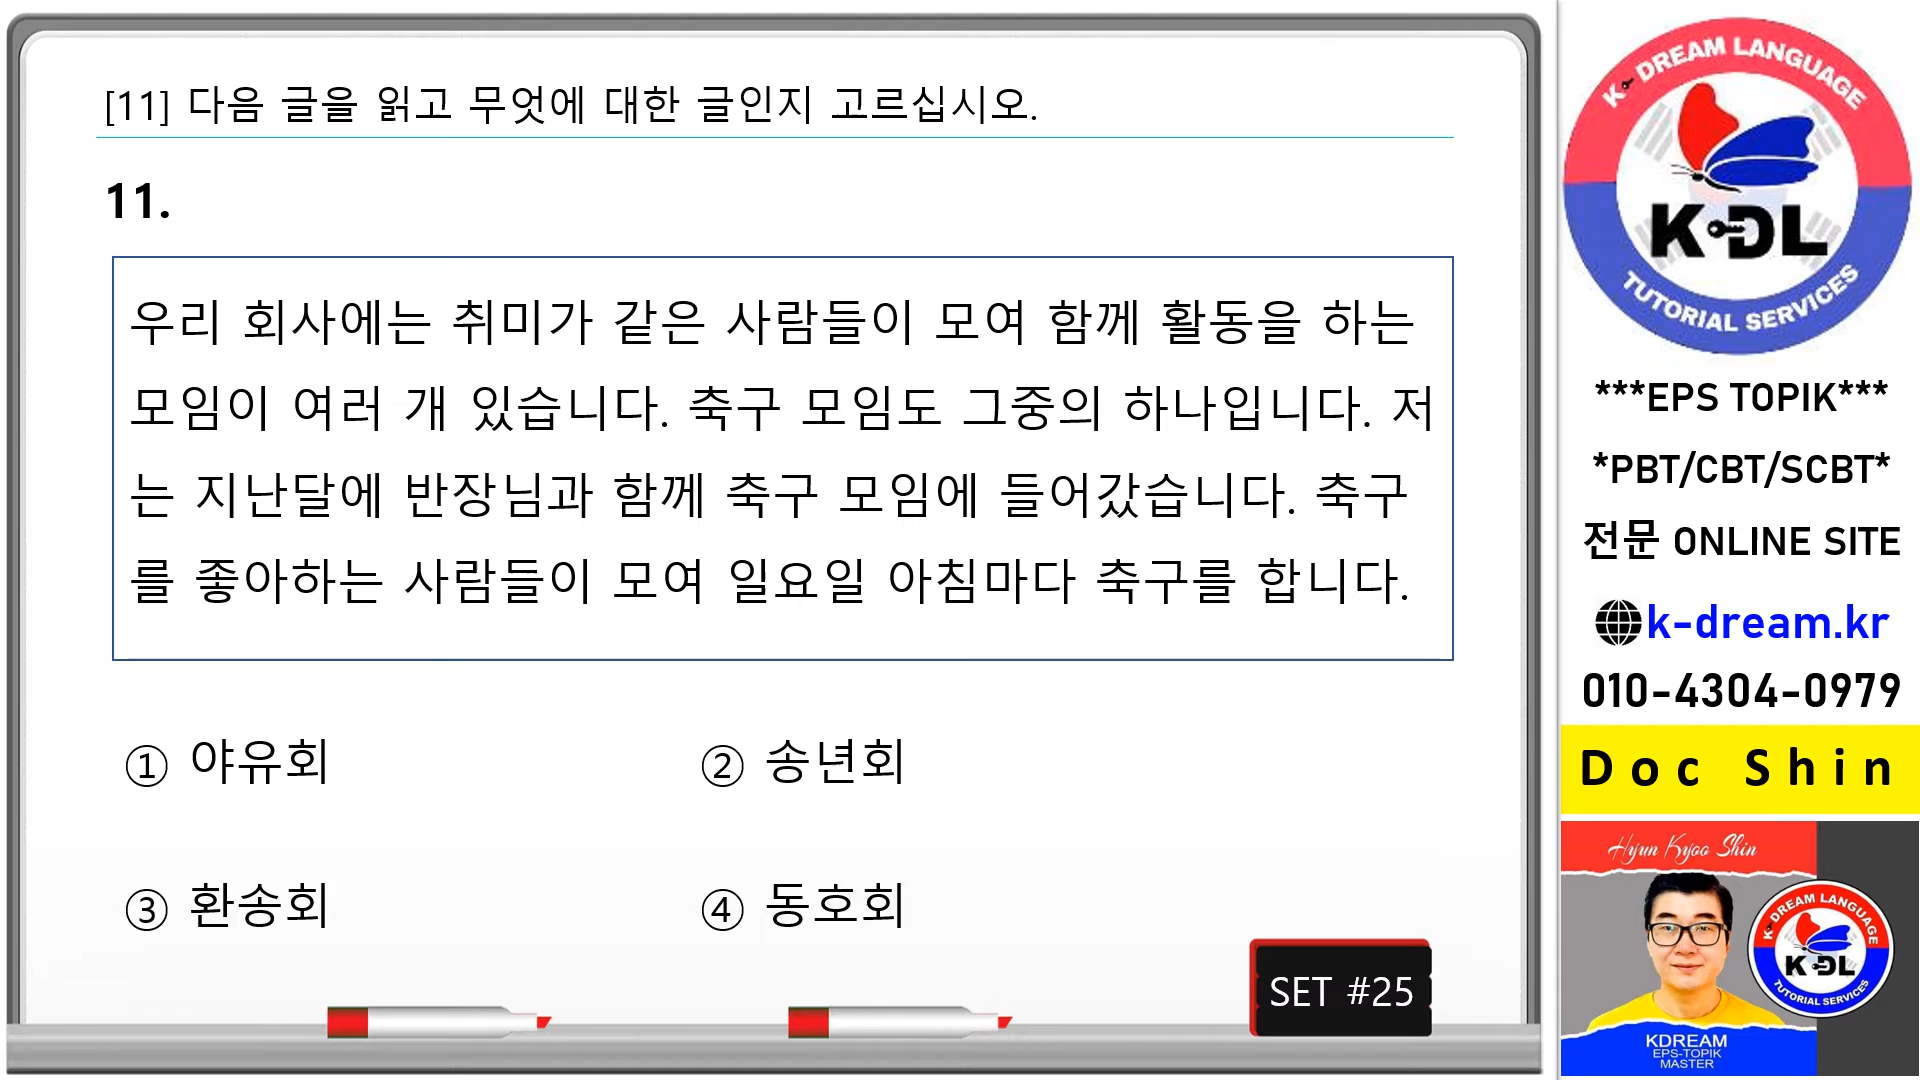 [11] 다음 글을 읽고 무엇에 대한 글인지 고르십시오.
11.
우리 회사에는 취미가 같은 사람들이 모여 함께 활동을 하는
모임이 여러 개 있습니다. 축구 모임도 그중의 하나입니다. 저
는 지난달에 반장님과 함께 축구 모임에 들어갔습니다. 축구
를 좋아하는 사람들이 모여 일요일 아침마다 축구를 합니다.
① 야유회
② 송년회
③ 환송회
④ 동호회
SET #25
K-DREAM LANGUAGE
K-DL
TUTORIAL SERVICES
***EPS TOPIK***
*PBT/CBT/SCBT*
전문 ONLINE SITE
k-dream.kr
010-4304-0979
Doc Shin
Hyun Kyoo Shin
K-DREAM LANGUAGE
K-DL
TUTORIAL SERVICES
KDREAM
EPS-TOPIK
MASTER